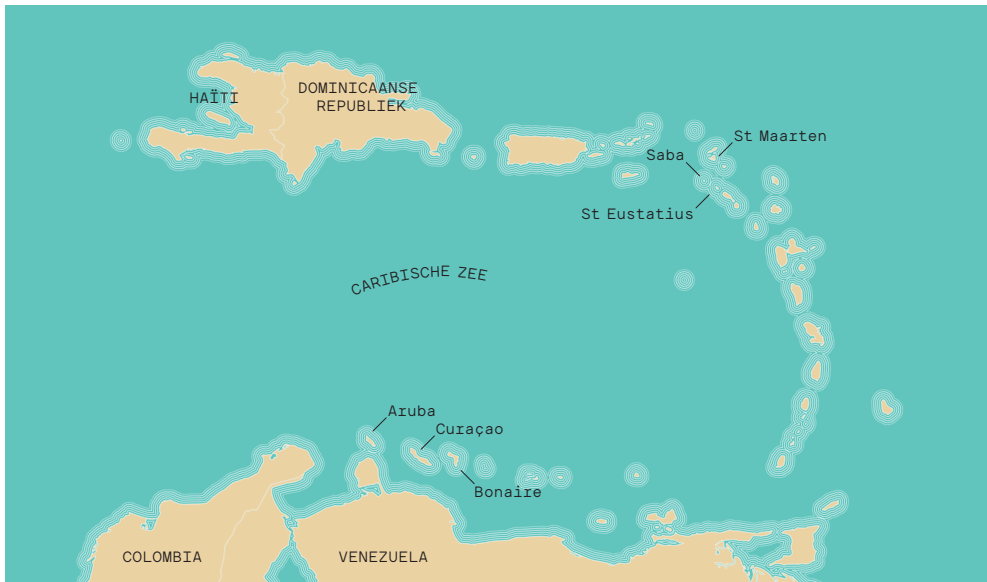 DOMINICAANSE
REPUBLIEK
HAÏTI
St Maarten
Saba
St Eustatius
CARIBISCHE ZEE
Aruba
Curaçao
Bonaire
COLOMBIA
VENEZUELA